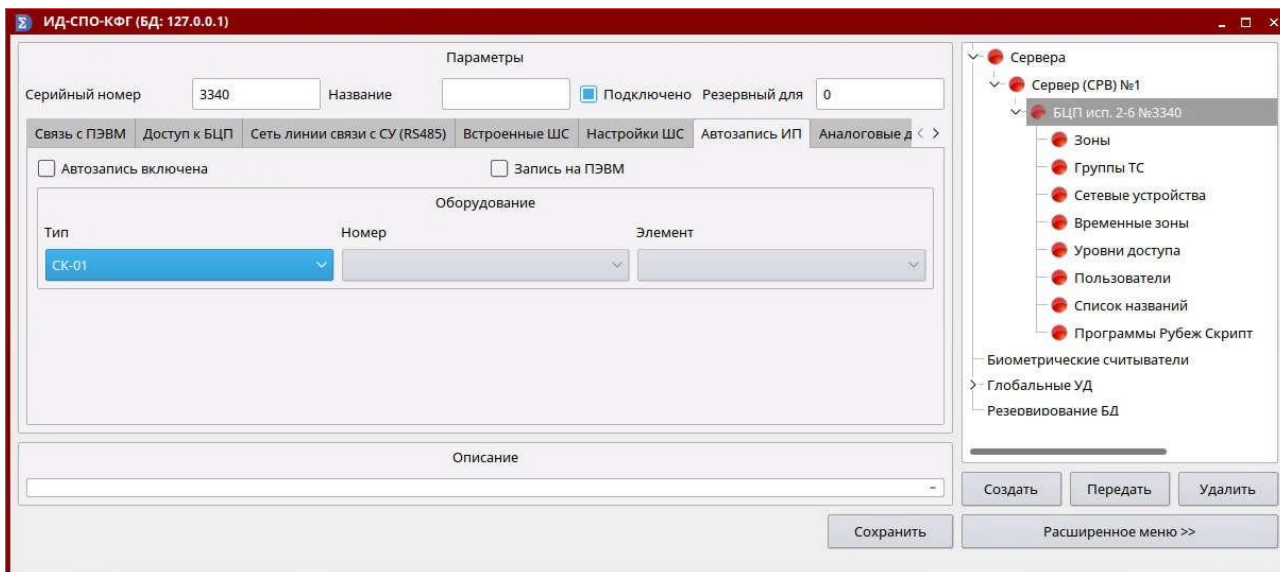 ИД-СПО-КФГ (БД: 127.0.0.1)
Параметры
Серийный номер 3340 Название Подключено Резервный для 0
Связь с ПЭВМ Доступ к БЦП Сеть линии связи с СУ (RS485) Встроенные ШС Настройки ШС Автозапись ИП Аналоговые д
Автозапись включена Запись на ПЭВМ
Оборудование
Тип Номер Элемент
СК-01
Описание
Сохранить
Сервера
Сервер (СРВ) №1
БЦП исп. 2-6 №3340
Зоны
Группы ТС
Сетевые устройства
Временные зоны
Уровни доступа
Пользователи
Список названий
Программы Рубеж Скрипт
Биометрические считыватели
Глобальные УД
Резервирование БД
Создать Передать Удалить
Расширенное меню >>